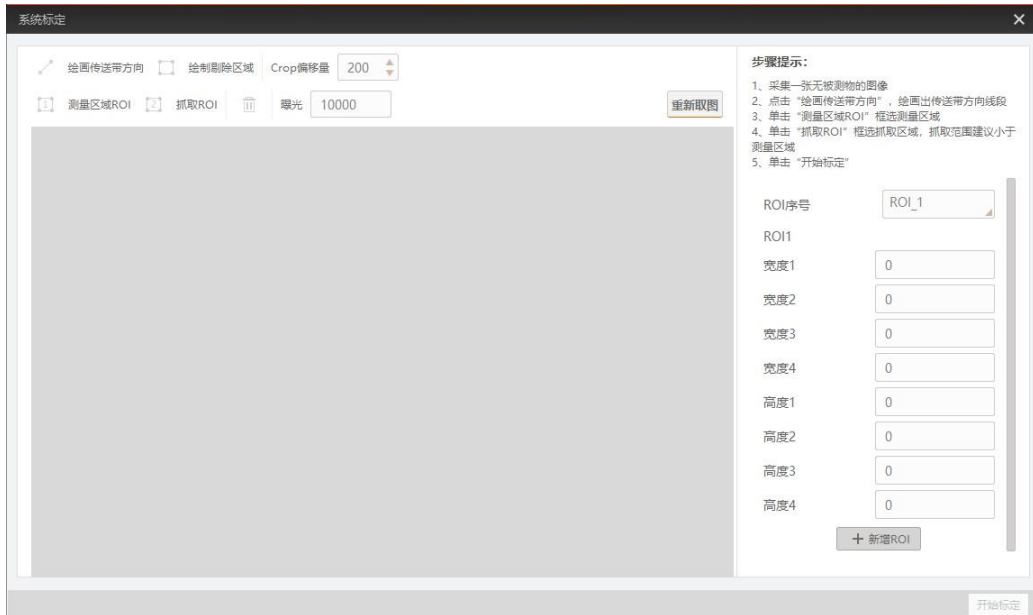 系统标定
绘画传送带方向 绘制剔除区域 Crop偏移量 200
1 测量区域ROI 2 抓取ROI 曝光 10000 重新取图
步骤提示：
1、采集一张无被测物的图像
2、点击“绘画传送带方向”，绘画出传送带方向线段
3、单击“测量区域ROI”框选测量区域
4、单击“抓取ROI”框选抓取区域，抓取范围建议小于
测量区域
5、单击“开始标定”
ROI序号 ROI_1
ROI1
宽度1 0
宽度2 0
宽度3 0
宽度4 0
高度1 0
高度2 0
高度3 0
高度4 0
新增ROI
开始标定